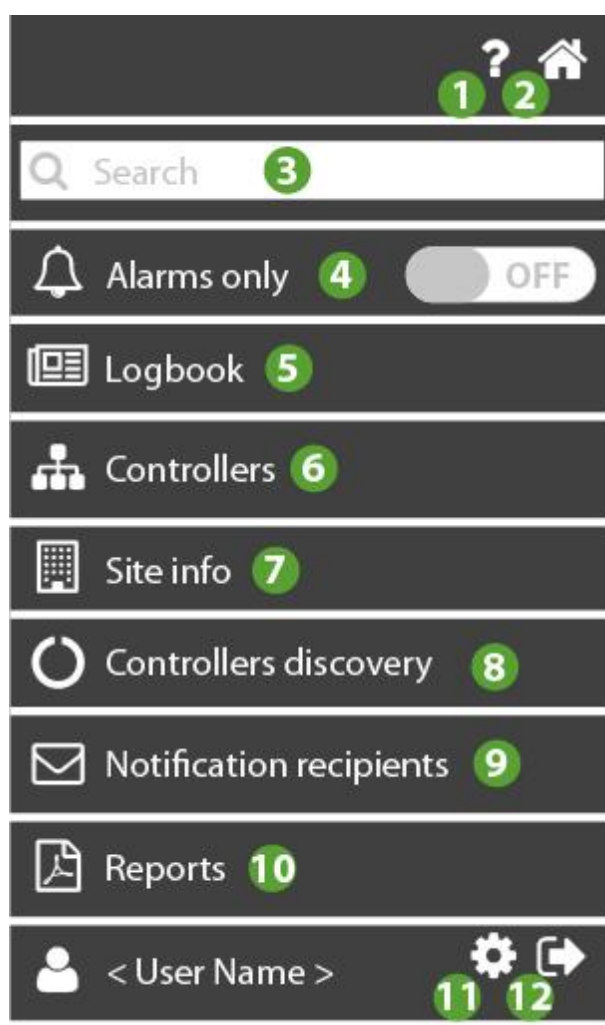 ?
1 2
Search 3
Alarms only 4 OFF
Logbook 5
Controllers 6
Site info 7
Controllers discovery 8
Notification recipients 9
Reports 10
< User Name >
11 12